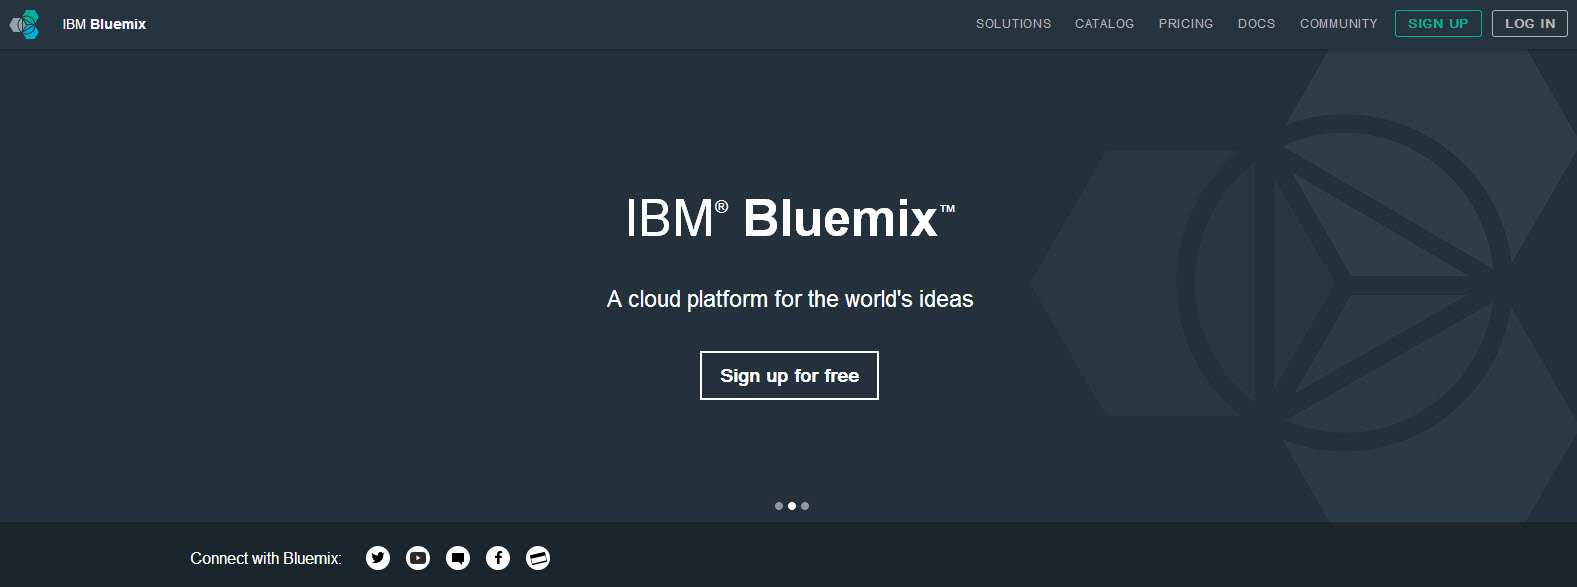 IBM Bluemix
SOLUTIONS CATALOG PRICING DOCS COMMUNITY SIGN UP LOG IN
IBM® Bluemix™
A cloud platform for the world's ideas
Sign up for free
Connect with Bluemix: